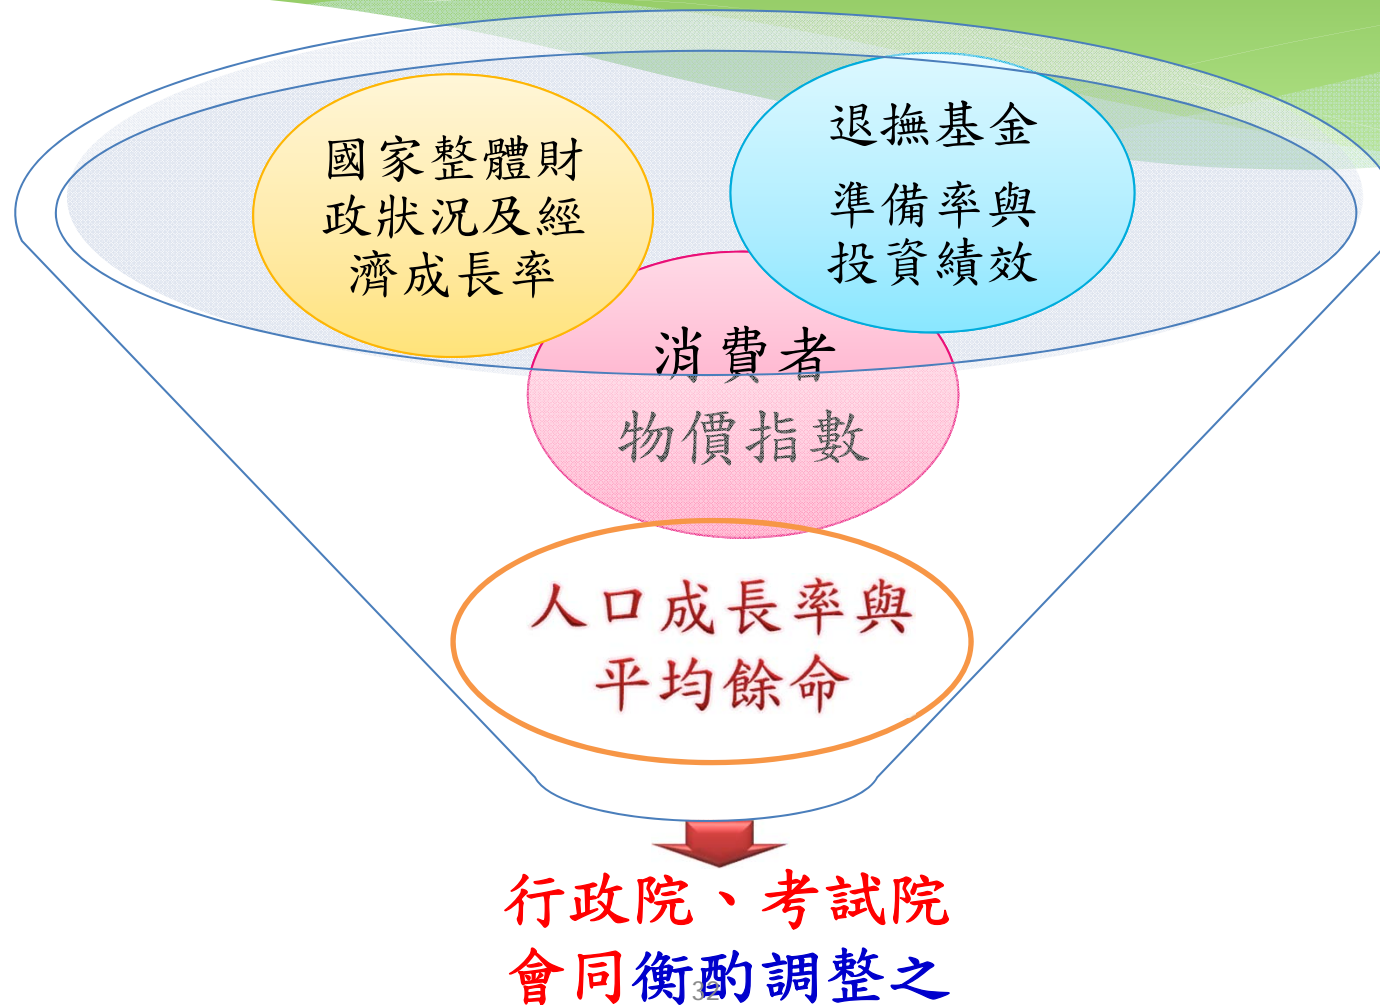 國家整體財
政狀況及經
濟成長率
退撫基金
準備率與
投資績效
消費者
物價指數
人口成長率與
平均餘命
行政院、考試院
會同衡酌調整之
32